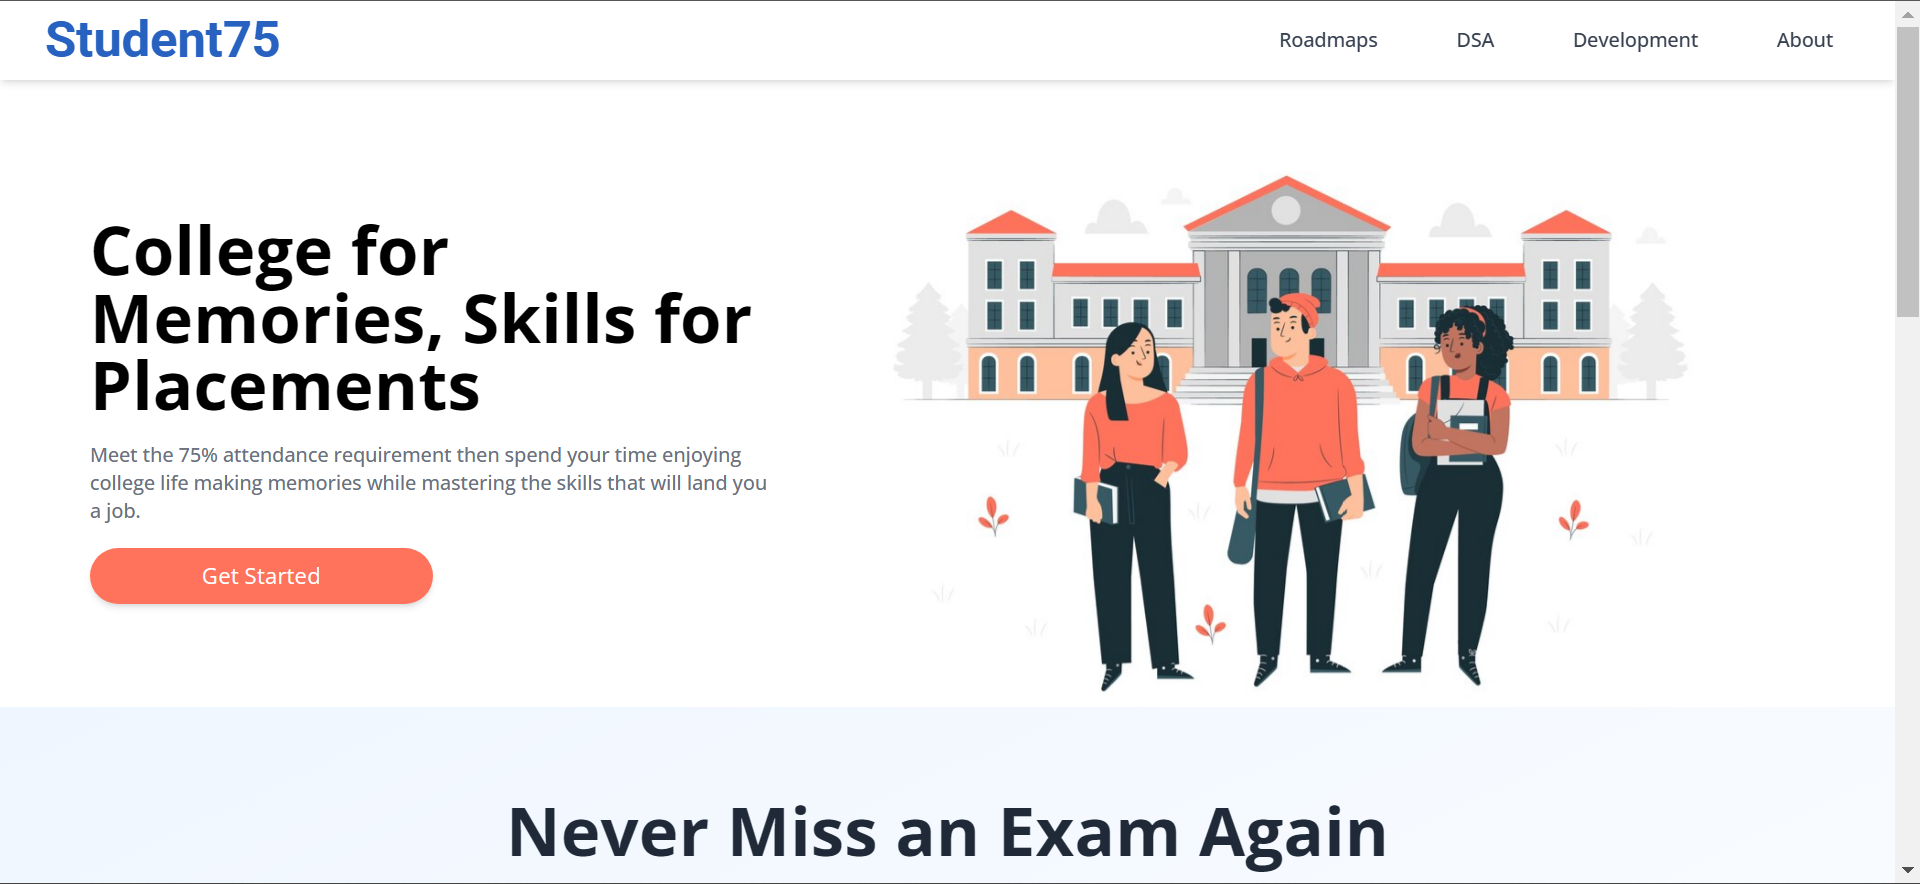 Student75
Roadmaps
DSA
Development
About
College for
Memories, Skills for
Placements
Meet the 75% attendance requirement then spend your time enjoying
college life making memories while mastering the skills that will land you
a job.
Get Started
Never Miss an Exam Again